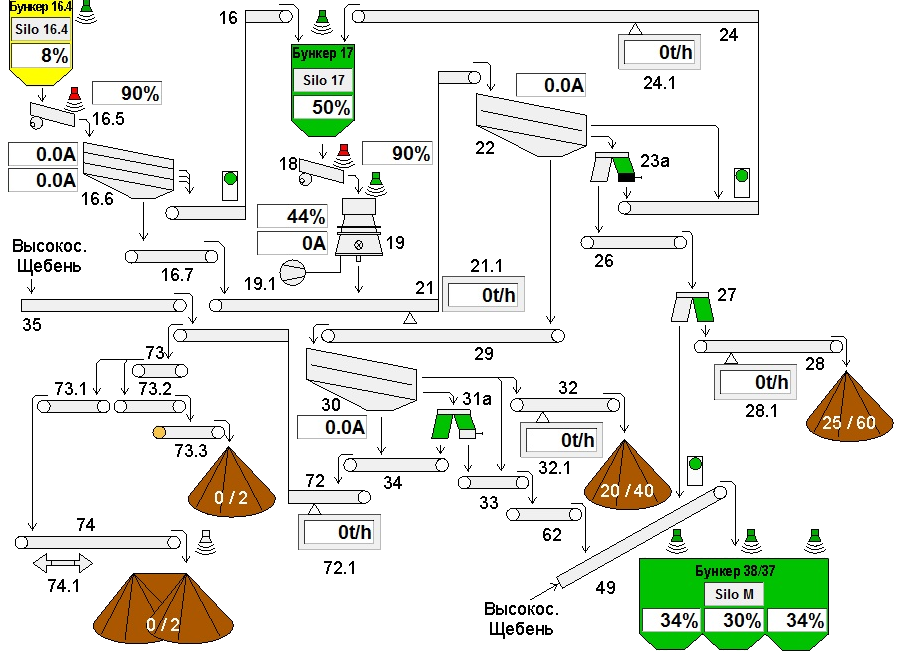 Бункер 16.4
Silo 16.4
8%
90%
16.5
0.0A
0.0A
16.6
16.7
16
Бункер 17
Silo 17
50%
18
90%
44%
0A
19
19.1
21
21.1
0t/h
0.0A
22
23a
24
0t/h
24.1
26
27
28
0t/h
28.1
25 / 60
Высокос.
Щебень
35
29
73
73.1
73.2
73.3
0 / 2
30
0.0A
31a
32
0t/h
32.1
20 / 40
34
33
72
0t/h
72.1
62
74
74.1
0 / 2
49
Высокос.
Щебень
Бункер 38/37
Silo M
34%
30%
34%